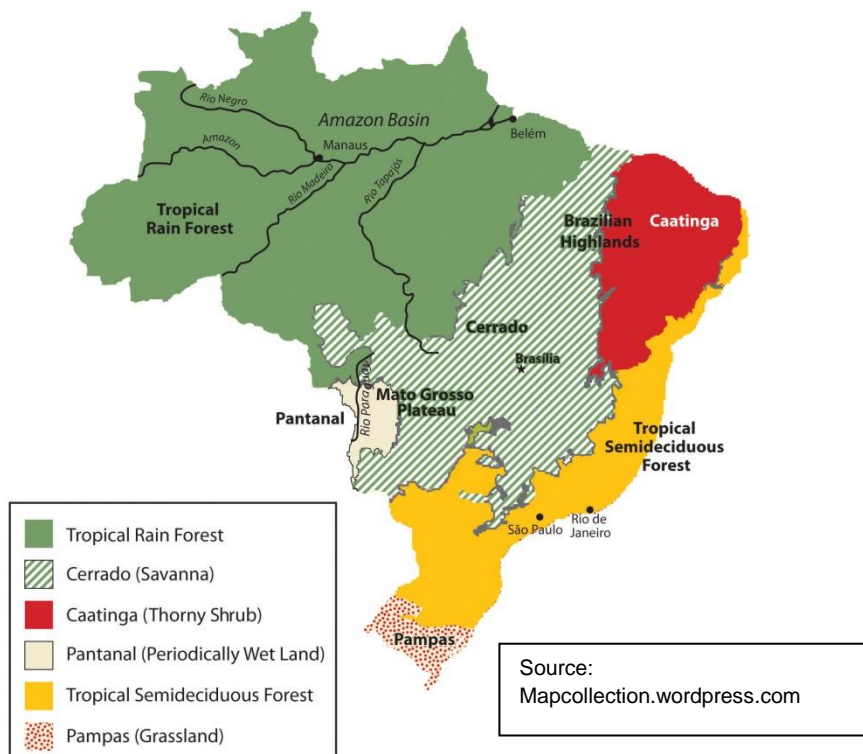 Rio Negro
Amazon Basin
Amazon
Manaus
Belém
Rio Madeira
Rio Tapajós
Tropical
Rain Forest
Brazilian
Highlands
Caatinga
Cerrado
Brasília
Rio Paraguay
Mato Grosso
Plateau
Pantanal
Tropical
Semideciduous
Forest
São Paulo
Rio de
Janeiro
Pampas
Tropical Rain Forest
Cerrado (Savanna)
Caatinga (Thorny Shrub)
Pantanal (Periodically Wet Land)
Tropical Semideciduous Forest
Pampas (Grassland)
Source:
Mapcollection.wordpress.com